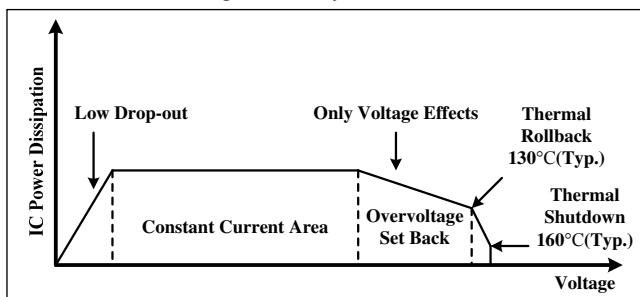 IC Power Dissipation
Low Drop-out
Only Voltage Effects
Thermal
Rollback
130°C(Typ.)
Constant Current Area
Overvoltage
Set Back
Thermal
Shutdown
160°C(Typ.)
Voltage